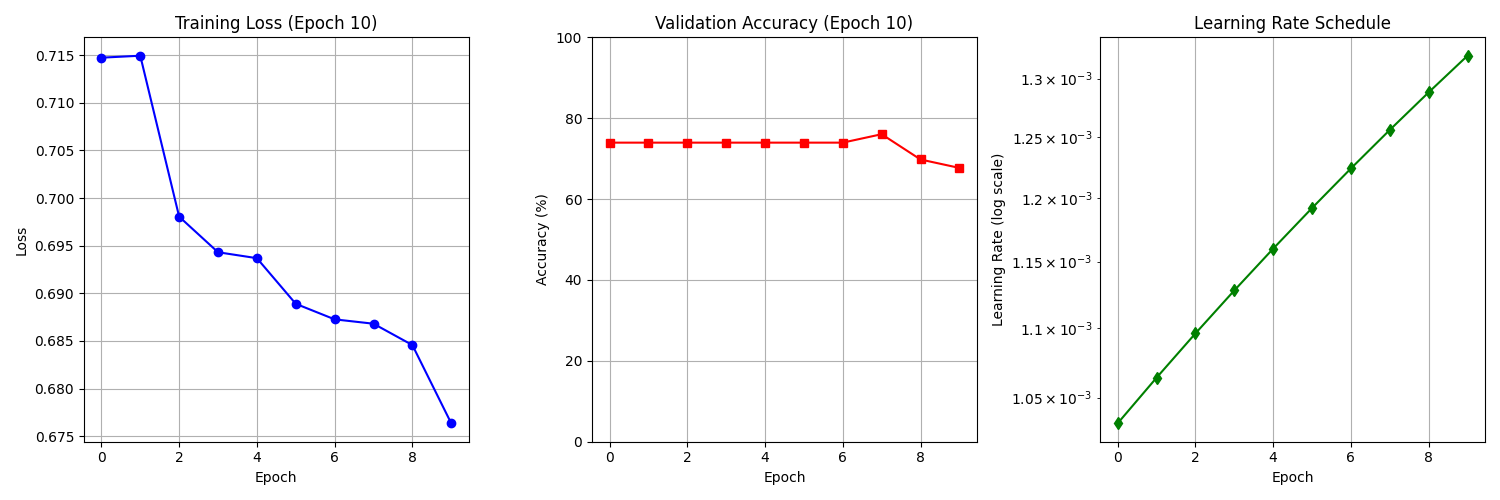 Training Loss (Epoch 10)
0.715
0.710
0.705
0.700
0.695
0.690
0.685
0.680
0.675
Loss
0 2 4 6 8
Epoch
Validation Accuracy (Epoch 10)
100
80
60
40
20
0
Accuracy (%)
0 2 4 6 8
Epoch
Learning Rate Schedule
1.3 × 10⁻³
1.25 × 10⁻³
1.2 × 10⁻³
1.15 × 10⁻³
1.1 × 10⁻³
1.05 × 10⁻³
Learning Rate (log scale)
0 2 4 6 8
Epoch